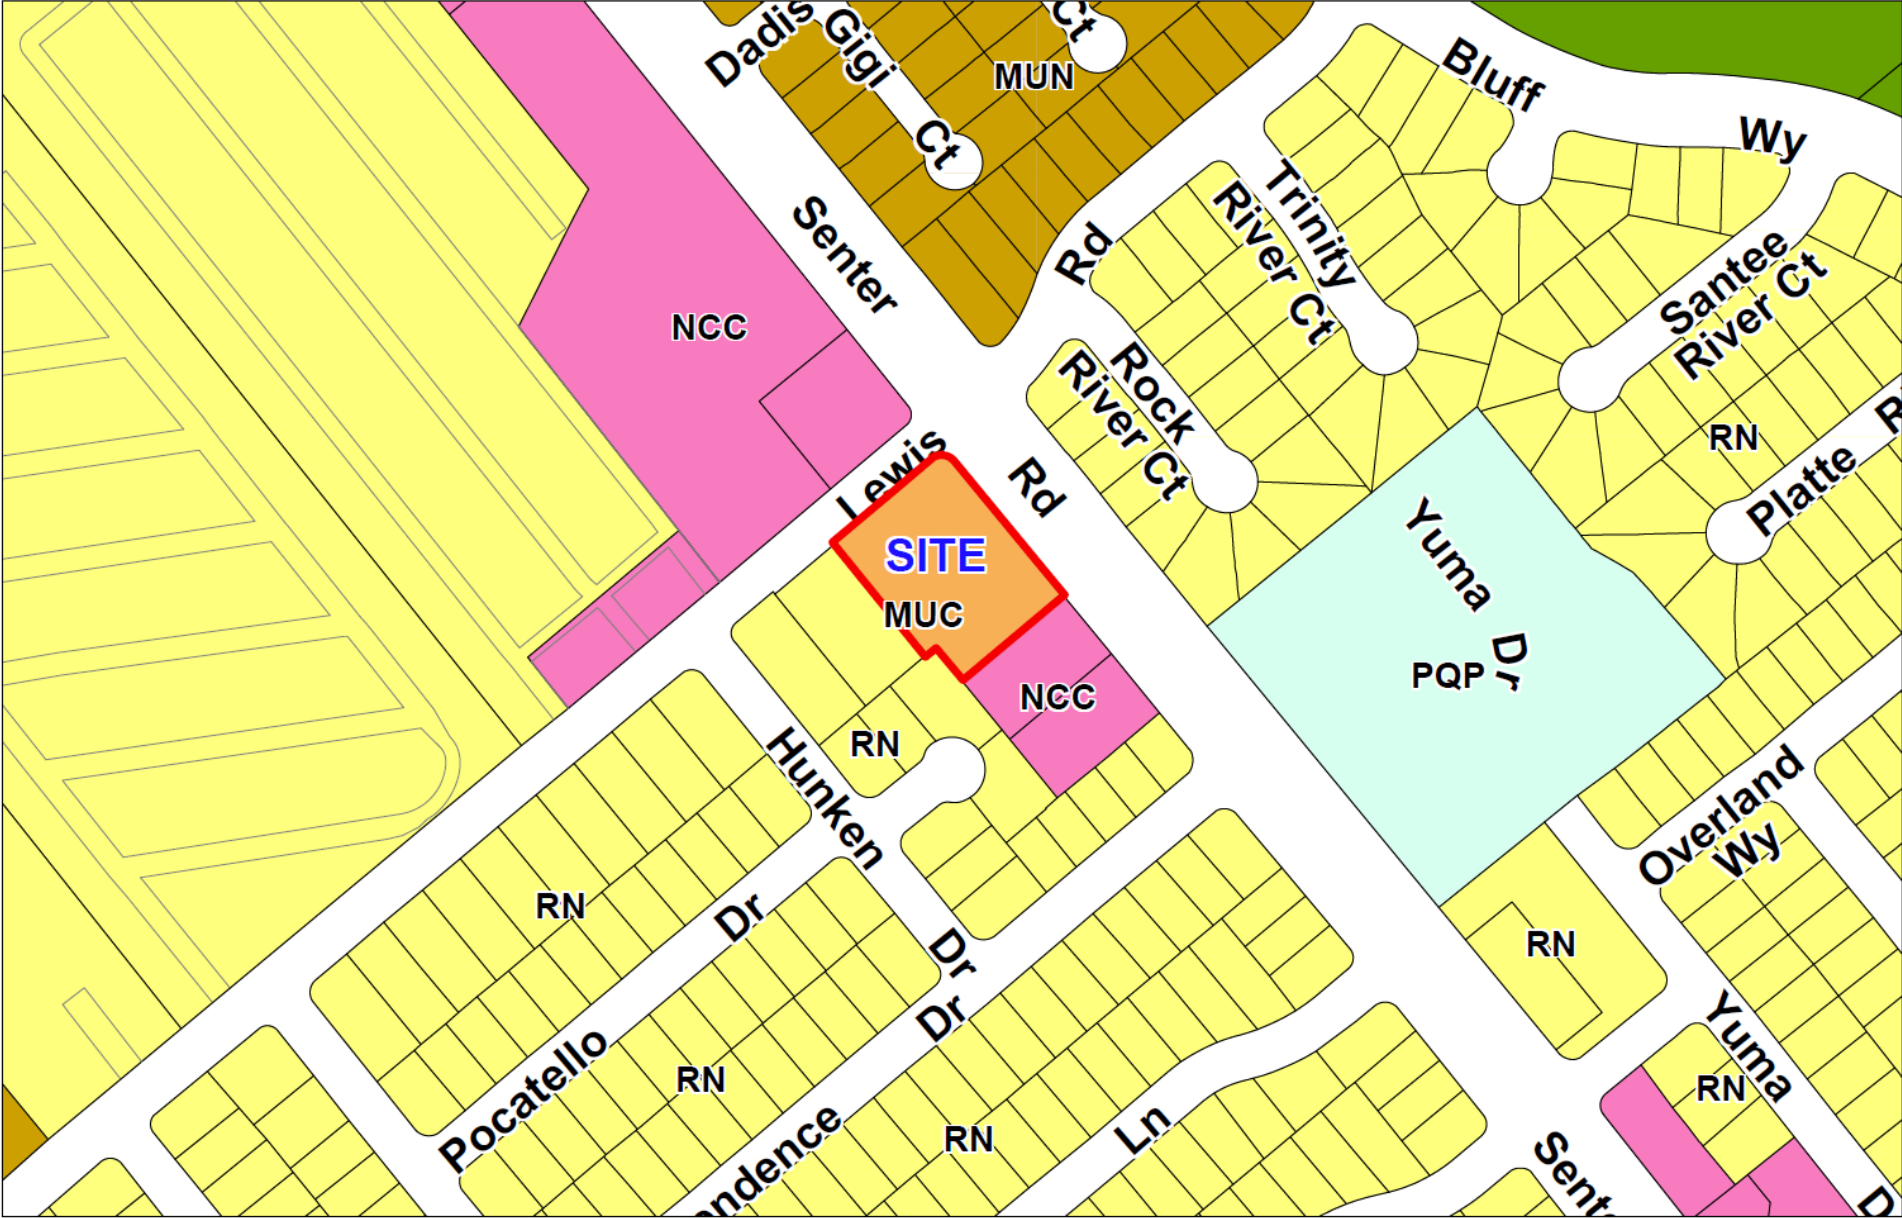 Dadis
Gigi
Ct
Ct
MUN
Bluff
Wy
Senter
Rd
Trinity
River Ct
Santee
River Ct
NCC
Rock
River Ct
Lewis
Rd
RN
Platte
SITE
MUC
Yuma
Dr
PQP
NCC
RN
Hunken
Dr
Overland
Wy
RN
Dr
RN
Pocatello
Dr
Yuma
RN
RN
RN
Ln
endence
Sente
D